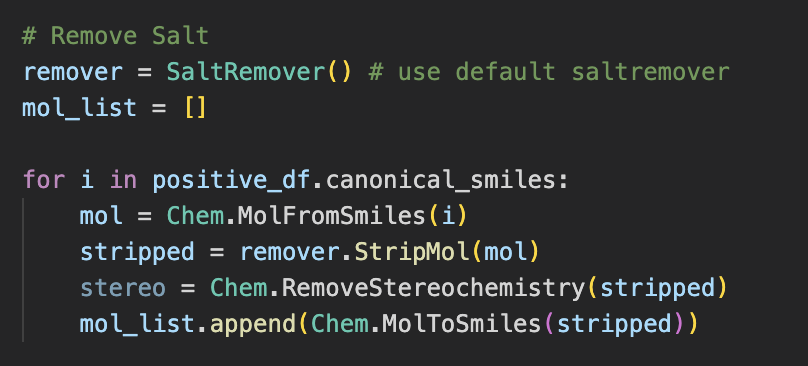 # Remove Salt
remover = SaltRemover() # use default saltremover
mol_list = []
for i in positive_df.canonical_smiles:
    mol = Chem.MolFromSmiles(i)
    stripped = remover.StripMol(mol)
    stereo = Chem.RemoveStereochemistry(stripped)
    mol_list.append(Chem.MolToSmiles(stripped))